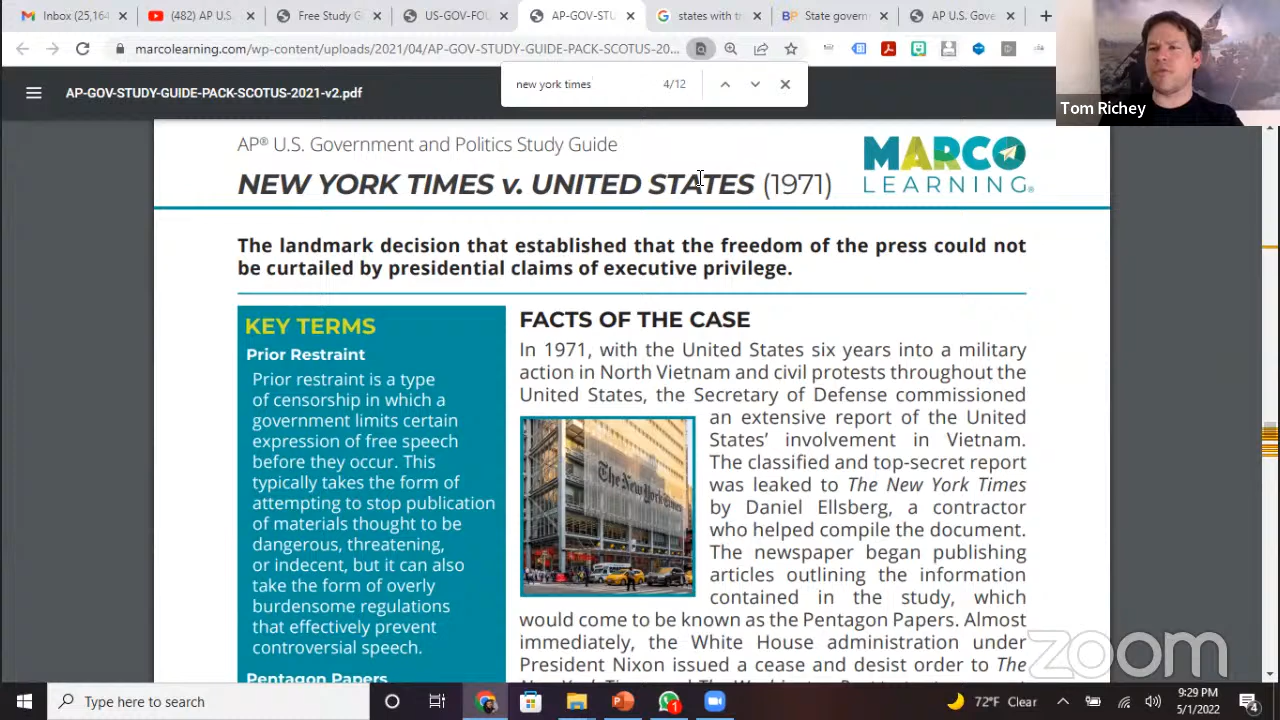 Inbox (25,164
(482) AP U.S.
Free Study G
US-GOV-FOU
AP-GOV-STU
states with t
State govern
AP U.S. Gove
marcolearning.com/wp-content/uploads/2021/04/AP-GOV-STUDY-GUIDE-PACK-SCOTUS-20...
new york times
4/12
AP-GOV-STUDY-GUIDE-PACK-SCOTUS-2021-v2.pdf
Tom Richey
AP® U.S. Government and Politics Study Guide
NEW YORK TIMES v. UNITED STATES (1971)
MARCO
LEARNING®
The landmark decision that established that the freedom of the press could not
be curtailed by presidential claims of executive privilege.
KEY TERMS
Prior Restraint
Prior restraint is a type
of censorship in which a
government limits certain
expression of free speech
before they occur. This
typically takes the form of
attempting to stop publication
of materials thought to be
dangerous, threatening,
or indecent, but it can also
take the form of overly
burdensome regulations
that effectively prevent
controversial speech.
Pentagon Papers
FACTS OF THE CASE
In 1971, with the United States six years into a military
action in North Vietnam and civil protests throughout the
United States, the Secretary of Defense commissioned
an extensive report of the United
States' involvement in Vietnam.
The classified and top-secret report
was leaked to The New York Times
by Daniel Ellsberg, a contractor
who helped compile the document.
The newspaper began publishing
articles outlining the information
contained in the study, which
would come to be known as the Pentagon Papers. Almost
immediately, the White House administration under
President Nixon issued a cease and desist order to The
The New York Times
zoom
Type here to search
1
72°F Clear
9:29 PM
5/1/2022
4